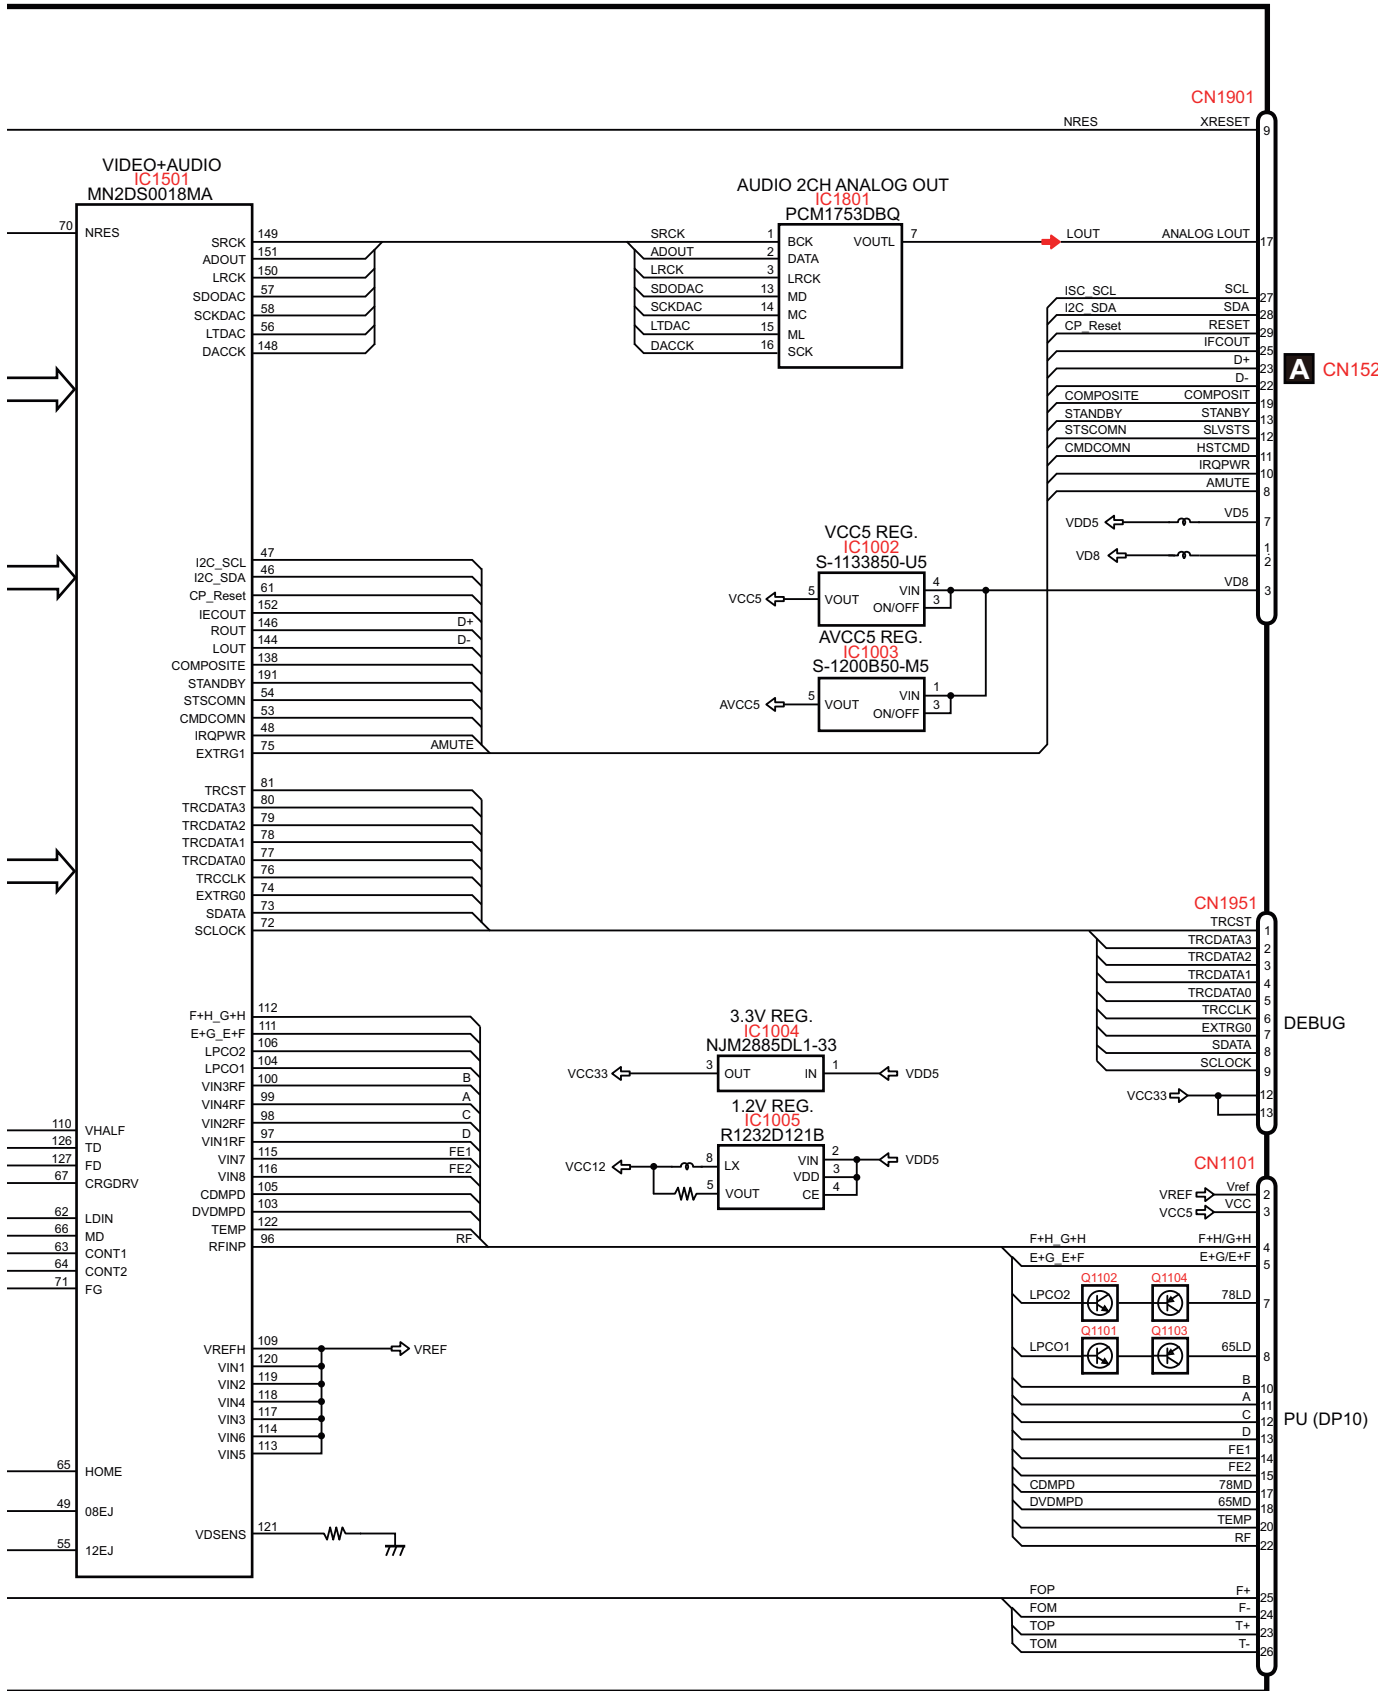 CN1901
NRES XRESET 9
VIDEO+AUDIO
IC1501
MN2DS0018MA
AUDIO 2CH ANALOG OUT
IC1801
PCM1753DBQ
70 NRES
SRCK 149
ADOUT 151
LRCK 150
SDODAC 57
SCKDAC 58
LTDAC 56
DACCK 148
SRCK 1 BCK
ADOUT 2 DATA
LRCK 3 LRCK
SDODAC 13 MD
SCKDAC 14 MC
LTDAC 15 ML
DACCK 16 SCK
VOUTL 7
LOUT ANALOG LOUT 17
ISC_SCL SCL 27
I2C_SDA SDA 28
CP_Reset RESET 29
IFCOUT 25
D+ 23
D- 22
COMPOSITE COMPOSIT 19
STANDBY STANBY 13
STSCOMN SLVSTS 12
CMDCOMN HSTCMD 11
IRQPWR 10
AMUTE 8
A CN152
VDD5 VD5 7
VD8 1
2
VD8 3
VCC5 REG.
IC1002
S-1133850-U5
VCC5 5 VOUT VIN 4
ON/OFF 3
AVCC5 REG.
IC1003
S-1200B50-M5
AVCC5 5 VOUT VIN 1
ON/OFF 3
I2C_SCL 47
I2C_SDA 46
CP_Reset 61
IECOUT 152
ROUT 146 D+
LOUT 144 D-
COMPOSITE 138
STANDBY 191
STSCOMN 54
CMDCOMN 53
IRQPWR 48
EXTRG1 75 AMUTE
TRCST 81
TRCDATA3 80
TRCDATA2 79
TRCDATA1 78
TRCDATA0 77
TRCCLK 76
EXTRG0 74
SDATA 73
SCLOCK 72
CN1951
TRCST 1
TRCDATA3 2
TRCDATA2 3
TRCDATA1 4
TRCDATA0 5
TRCCLK 6
EXTRG0 7
SDATA 8
SCLOCK 9
VCC33 12
13
DEBUG
3.3V REG.
IC1004
NJM2885DL1-33
VCC33 3 OUT IN 1 VDD5
1.2V REG.
IC1005
R1232D121B
VCC12 8 LX VIN 2 VDD5
VDD 3
5 VOUT CE 4
F+H_G+H 112
E+G_E+F 111
LPCO2 106
LPCO1 104
VIN3RF 100 B
VIN4RF 99 A
VIN2RF 98 C
VIN1RF 97 D
VIN7 115 FE1
VIN8 116 FE2
CDMPD 105
DVDMPD 103
TEMP 122
RFINP 96 RF
110 VHALF
126 TD
127 FD
67 CRGDRV
62 LDIN
66 MD
63 CONT1
64 CONT2
71 FG
CN1101
VREF Vref 2
VCC5 VCC 3
F+H_G+H F+H/G+H 4
E+G_E+F E+G/E+F 5
Q1102 Q1104
LPCO2 78LD 7
Q1101 Q1103
LPCO1 65LD 8
B 10
A 11
C 12
D 13
FE1 14
FE2 15
CDMPD 78MD 17
DVDMPD 65MD 18
TEMP 20
RF 22
PU (DP10)
VREFH 109 VREF
VIN1 120
VIN2 119
VIN4 118
VIN3 117
VIN6 114
VIN5 113
65 HOME
49 08EJ
55 12EJ
VDSENS 121
FOP F+ 25
FOM F- 24
TOP T+ 23
TOM T- 26